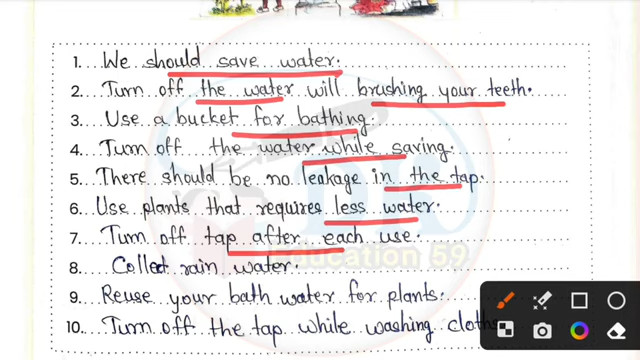 1. We should save water.
2. Turn off the water will brushing your teeth.
3. Use a bucket for bathing.
4. Turn off the water while saving.
5. There should be no leakage in the tap.
6. Use plants that requires less water.
7. Turn off tap after each use.
8. Collect rain water.
9. Reuse your bath water for plants.
10. Turn off the tap while washing cloths
Education 59